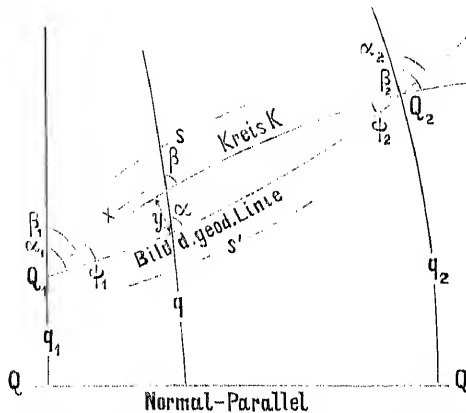 α₂
β₂
Q₂
ψ₂
s
Kreis K
β
x
y
α
Bild d. geod. Linie
s'
β₁
α₁
Q₁
ψ₁
q₁
q
q₂
Q
Q
Normal-Parallel